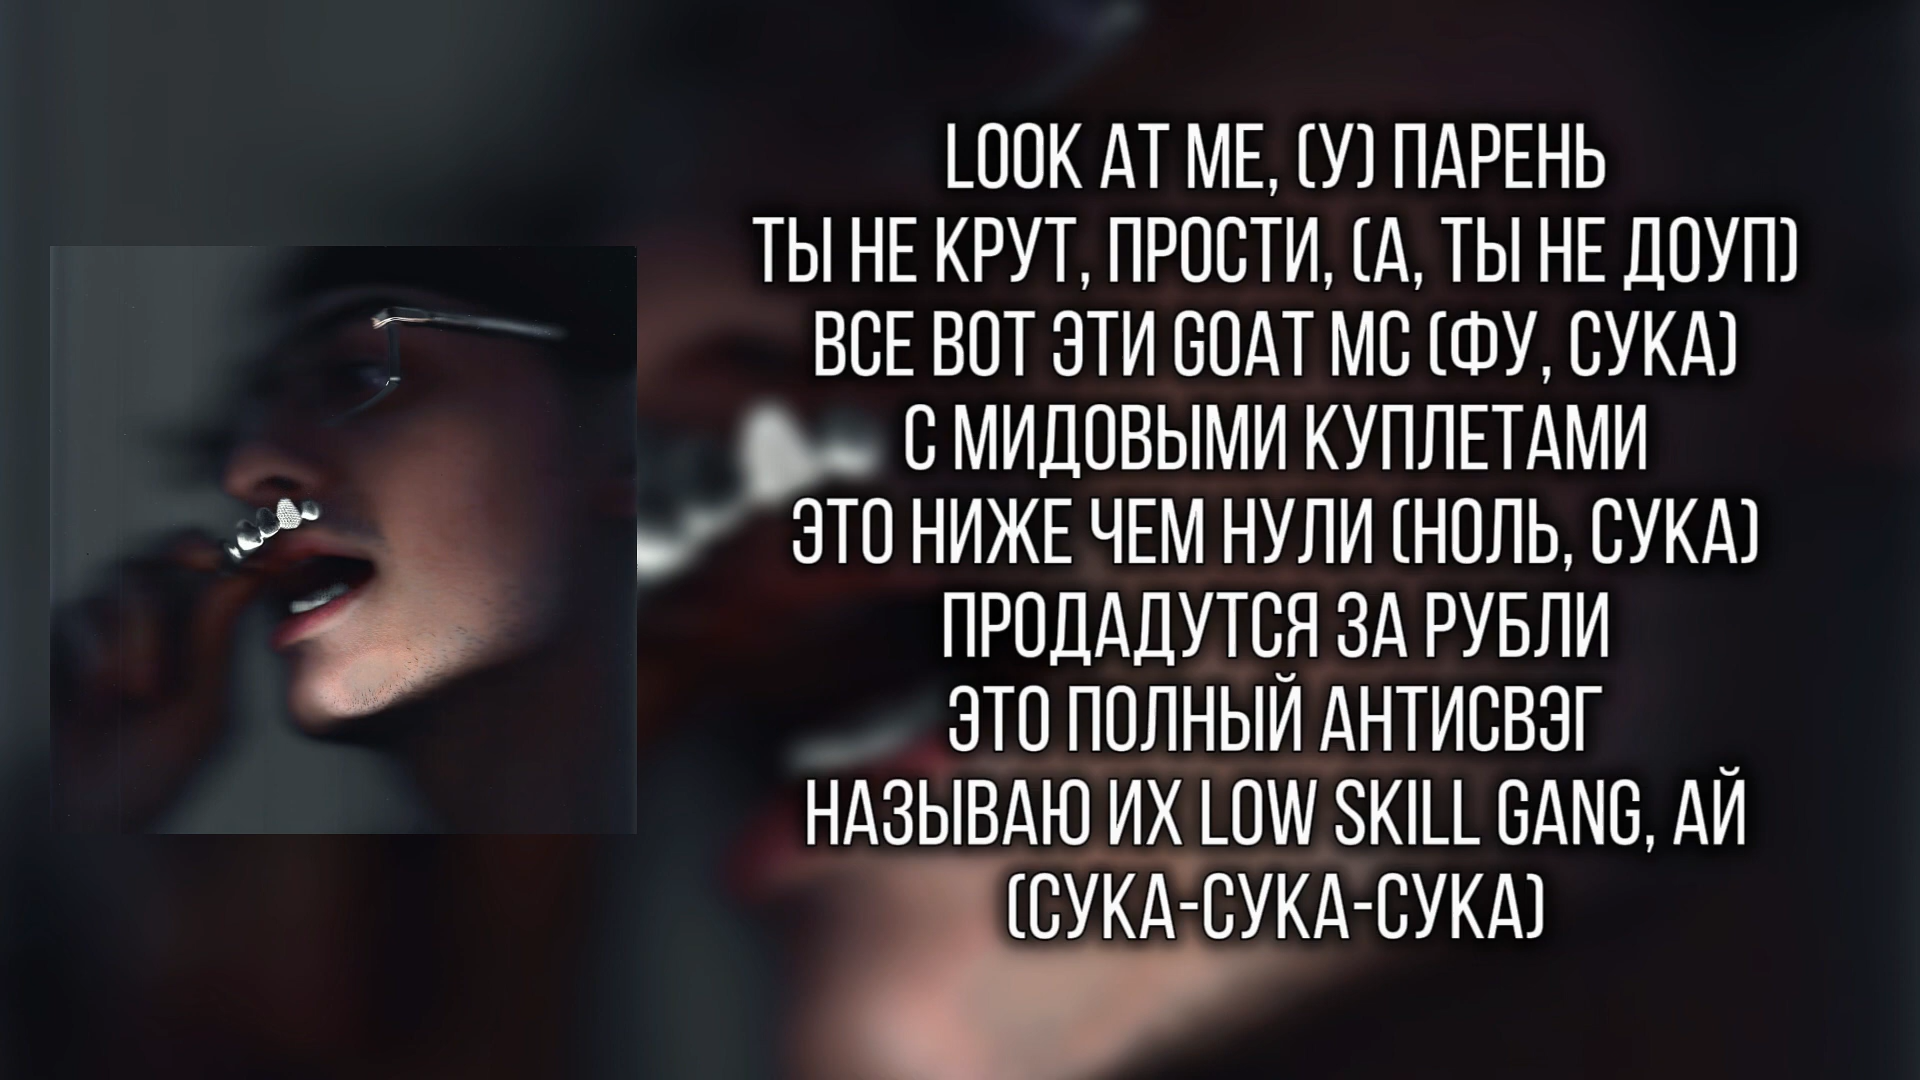 LOOK AT ME, (У) ПАРЕНЬ
ТЫ НЕ КРУТ, ПРОСТИ, (А, ТЫ НЕ ДОУП)
ВСЕ ВОТ ЭТИ GOAT MC (ФУ, СУКА)
С МИДОВЫМИ КУПЛЕТАМИ
ЭТО НИЖЕ ЧЕМ НУЛИ (НОЛЬ, СУКА)
ПРОДАДУТСЯ ЗА РУБЛИ
ЭТО ПОЛНЫЙ АНТИСВЭГ
НАЗЫВАЮ ИХ LOW SKILL GANG, АЙ
(СУКА-СУКА-СУКА)